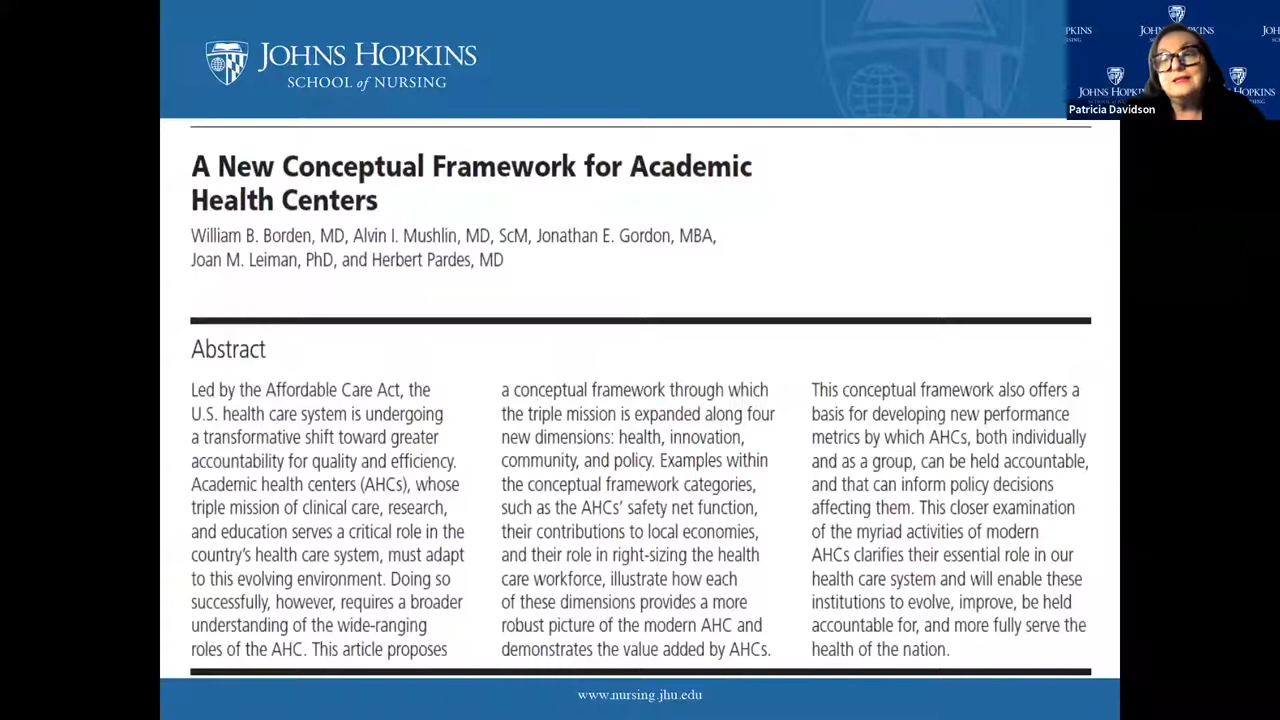 JOHNS HOPKINS
SCHOOL of NURSING
A New Conceptual Framework for Academic
Health Centers
William B. Borden, MD, Alvin I. Mushlin, MD, ScM, Jonathan E. Gordon, MBA,
Joan M. Leiman, PhD, and Herbert Pardes, MD
Abstract
Led by the Affordable Care Act, the
U.S. health care system is undergoing
a transformative shift toward greater
accountability for quality and efficiency.
Academic health centers (AHCs), whose
triple mission of clinical care, research,
and education serves a critical role in the
country's health care system, must adapt
to this evolving environment. Doing so
successfully, however, requires a broader
understanding of the wide-ranging
roles of the AHC. This article proposes
a conceptual framework through which
the triple mission is expanded along four
new dimensions: health, innovation,
community, and policy. Examples within
the conceptual framework categories,
such as the AHCs' safety net function,
their contributions to local economies,
and their role in right-sizing the health
care workforce, illustrate how each
of these dimensions provides a more
robust picture of the modern AHC and
demonstrates the value added by AHCs.
This conceptual framework also offers a
basis for developing new performance
metrics by which AHCs, both individually
and as a group, can be held accountable,
and that can inform policy decisions
affecting them. This closer examination
of the myriad activities of modern
AHCs clarifies their essential role in our
health care system and will enable these
institutions to evolve, improve, be held
accountable for, and more fully serve the
health of the nation.
www.nursing.jhu.edu
JOHNS HOPKINS
Patricia Davidson